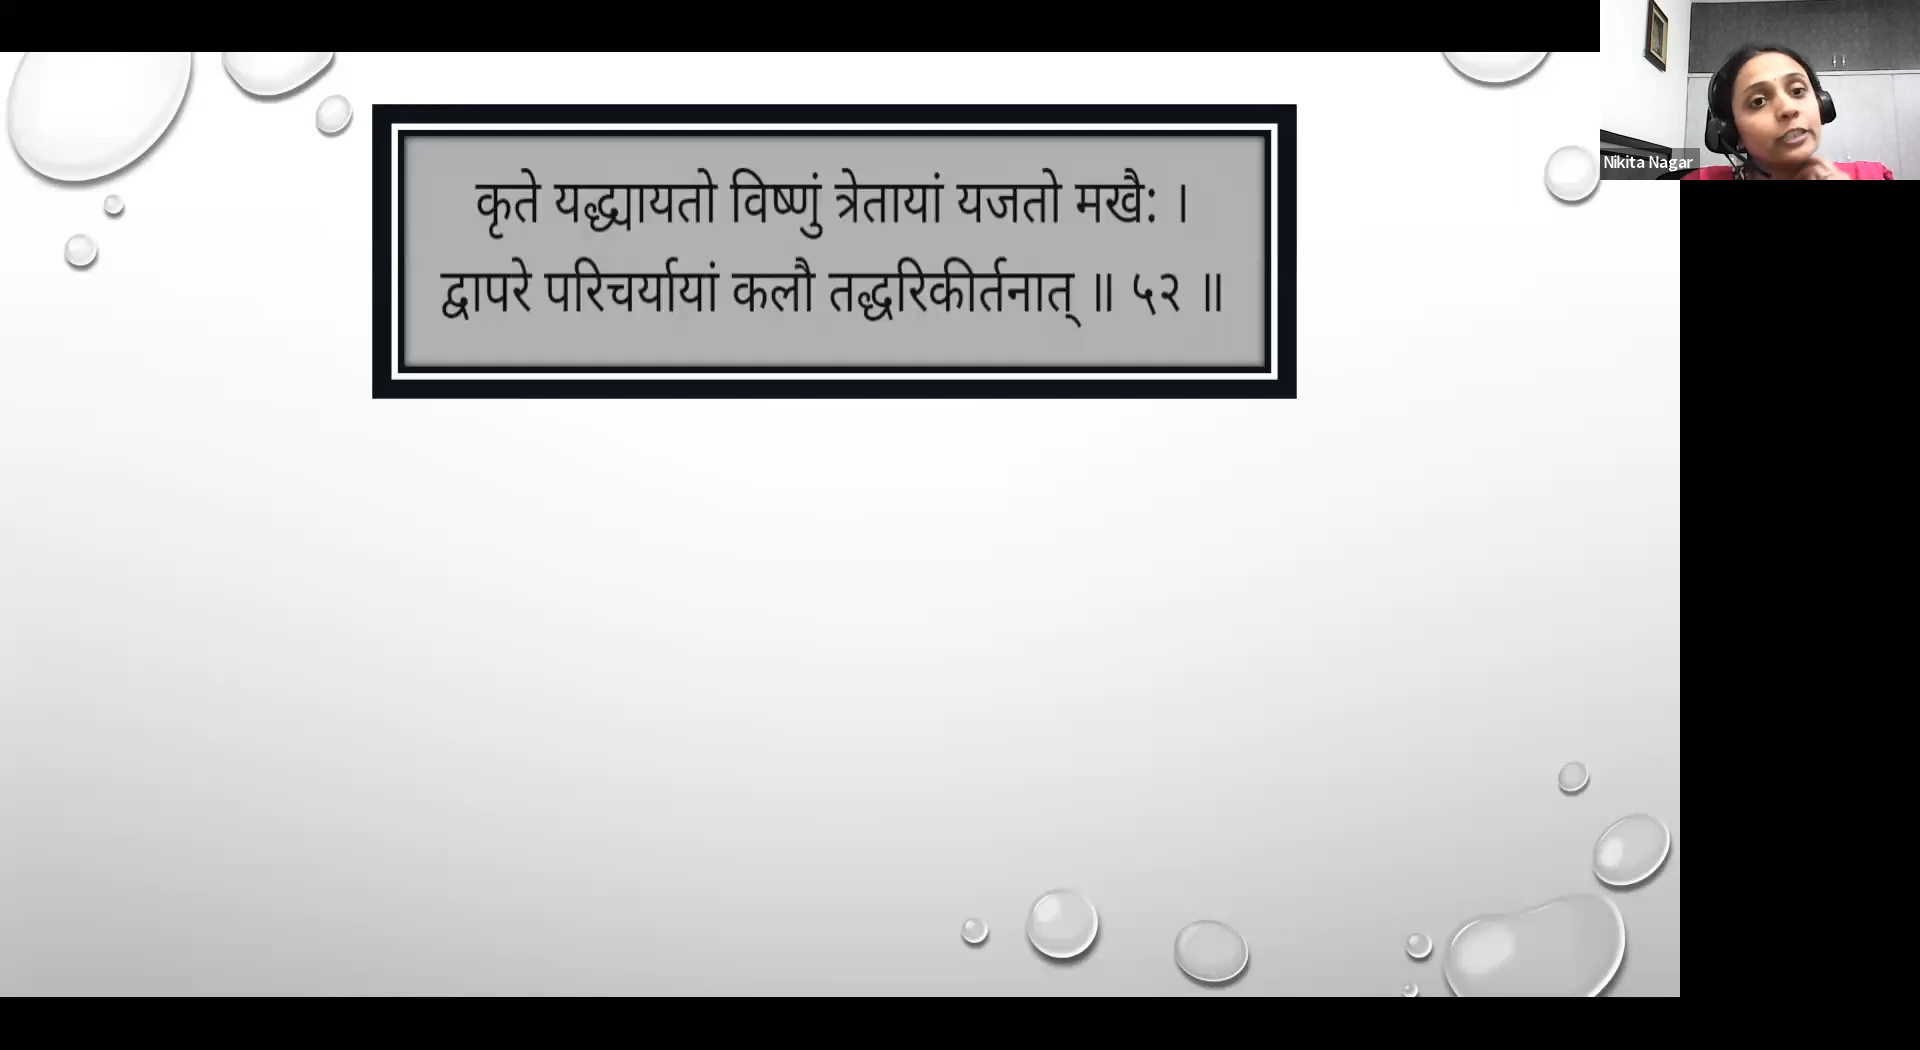 कृते यद्ध्यायतो विष्णुं त्रेतायां यजतो मखै: ।
द्वापरे परिचर्यायां कलौ तद्धरिकीर्तनात् ॥ ५२ ॥
Nikita Nagar